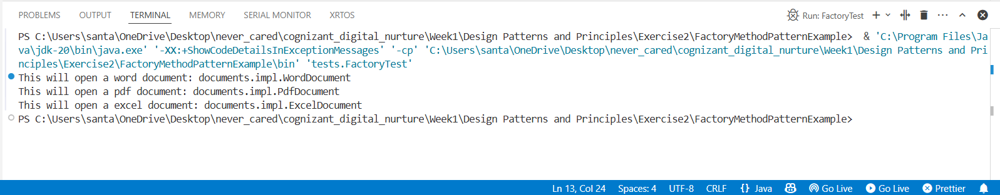 PROBLEMS OUTPUT TERMINAL MEMORY SERIAL MONITOR XRTOS Run: FactoryTest
PS C:\Users\santa\OneDrive\Desktop\never_cared\cognizant_digital_nurture\Week1\Design Patterns and Principles\Exercise2\FactoryMethodPatternExample>  & 'C:\Program Files\Ja
va\jdk-20\bin\java.exe' '-XX:+ShowCodeDetailsInExceptionMessages' '-cp' 'C:\Users\santa\OneDrive\Desktop\never_cared\cognizant_digital_nurture\Week1\Design Patterns and Pri
nciples\Exercise2\FactoryMethodPatternExample\bin' 'tests.FactoryTest'
This will open a word document: documents.impl.WordDocument
This will open a pdf document: documents.impl.PdfDocument
This will open a excel document: documents.impl.ExcelDocument
PS C:\Users\santa\OneDrive\Desktop\never_cared\cognizant_digital_nurture\Week1\Design Patterns and Principles\Exercise2\FactoryMethodPatternExample>
Ln 13, Col 24 Spaces: 4 UTF-8 CRLF {} Java Go Live Go Live Prettier